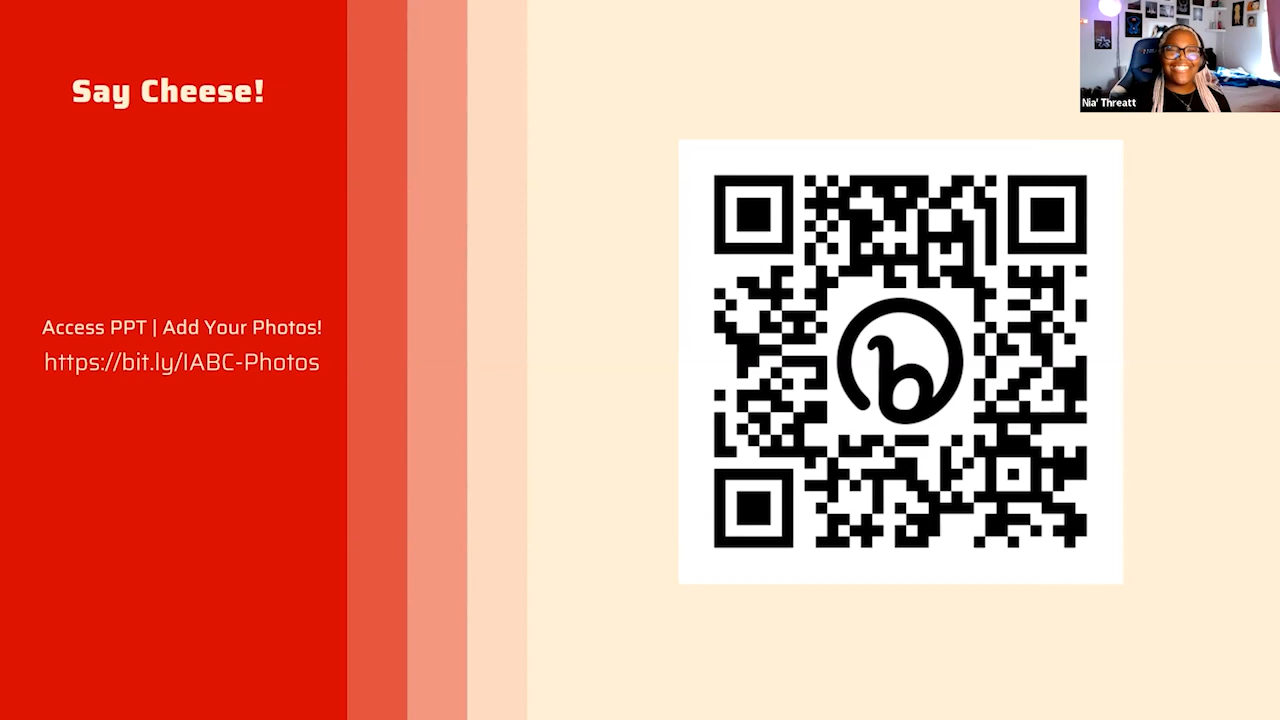 Say Cheese!
Access PPT | Add Your Photos!
https://bit.ly/IABC-Photos
Nia' Threatt